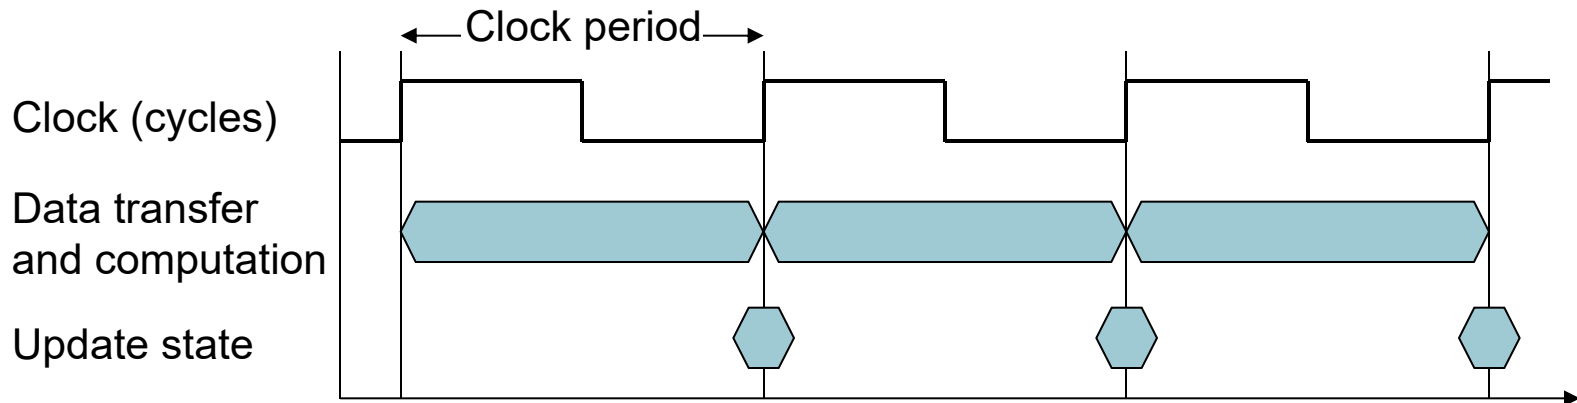 Clock period
Clock (cycles)
Data transfer
and computation
Update state